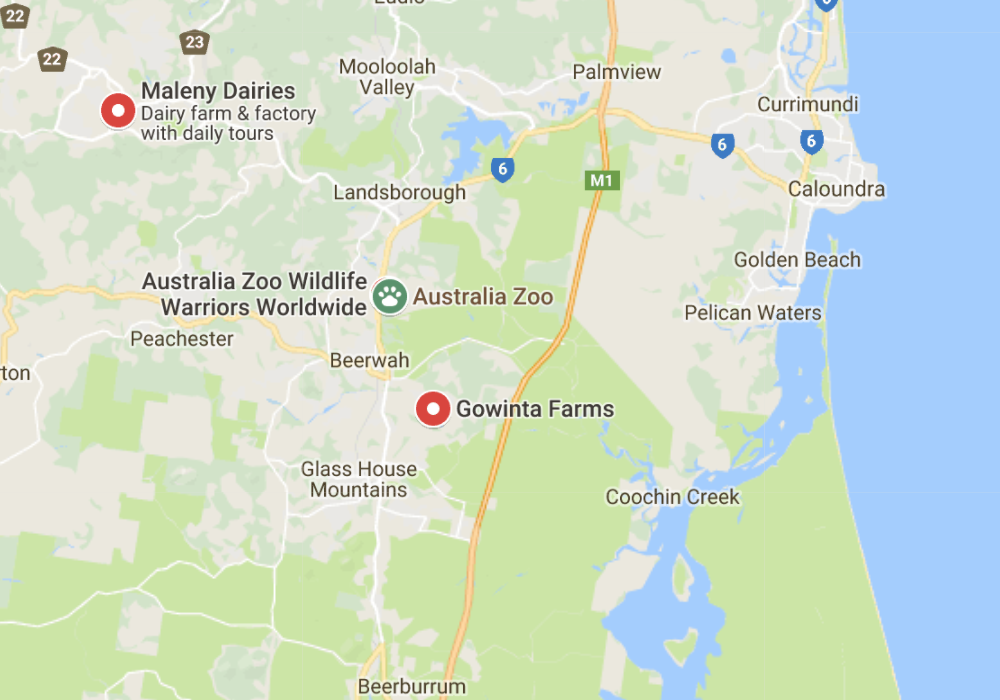 22
23
22
Mooloolah
Valley
Palmview
6
Maleny Dairies
Dairy farm & factory
with daily tours
Currimundi
6
6
6
M1
Landsborough
Caloundra
Golden Beach
Australia Zoo Wildlife
Warriors Worldwide
Australia Zoo
Pelican Waters
Peachester
Beerwah
ton
Gowinta Farms
Glass House
Mountains
Coochin Creek
Beerburrum